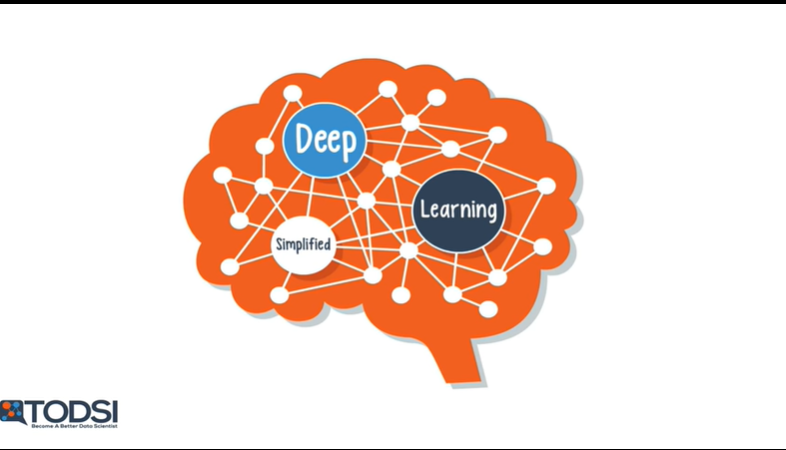 Deep
Learning
Simplified
TODSI
Become A Better Data Scientist